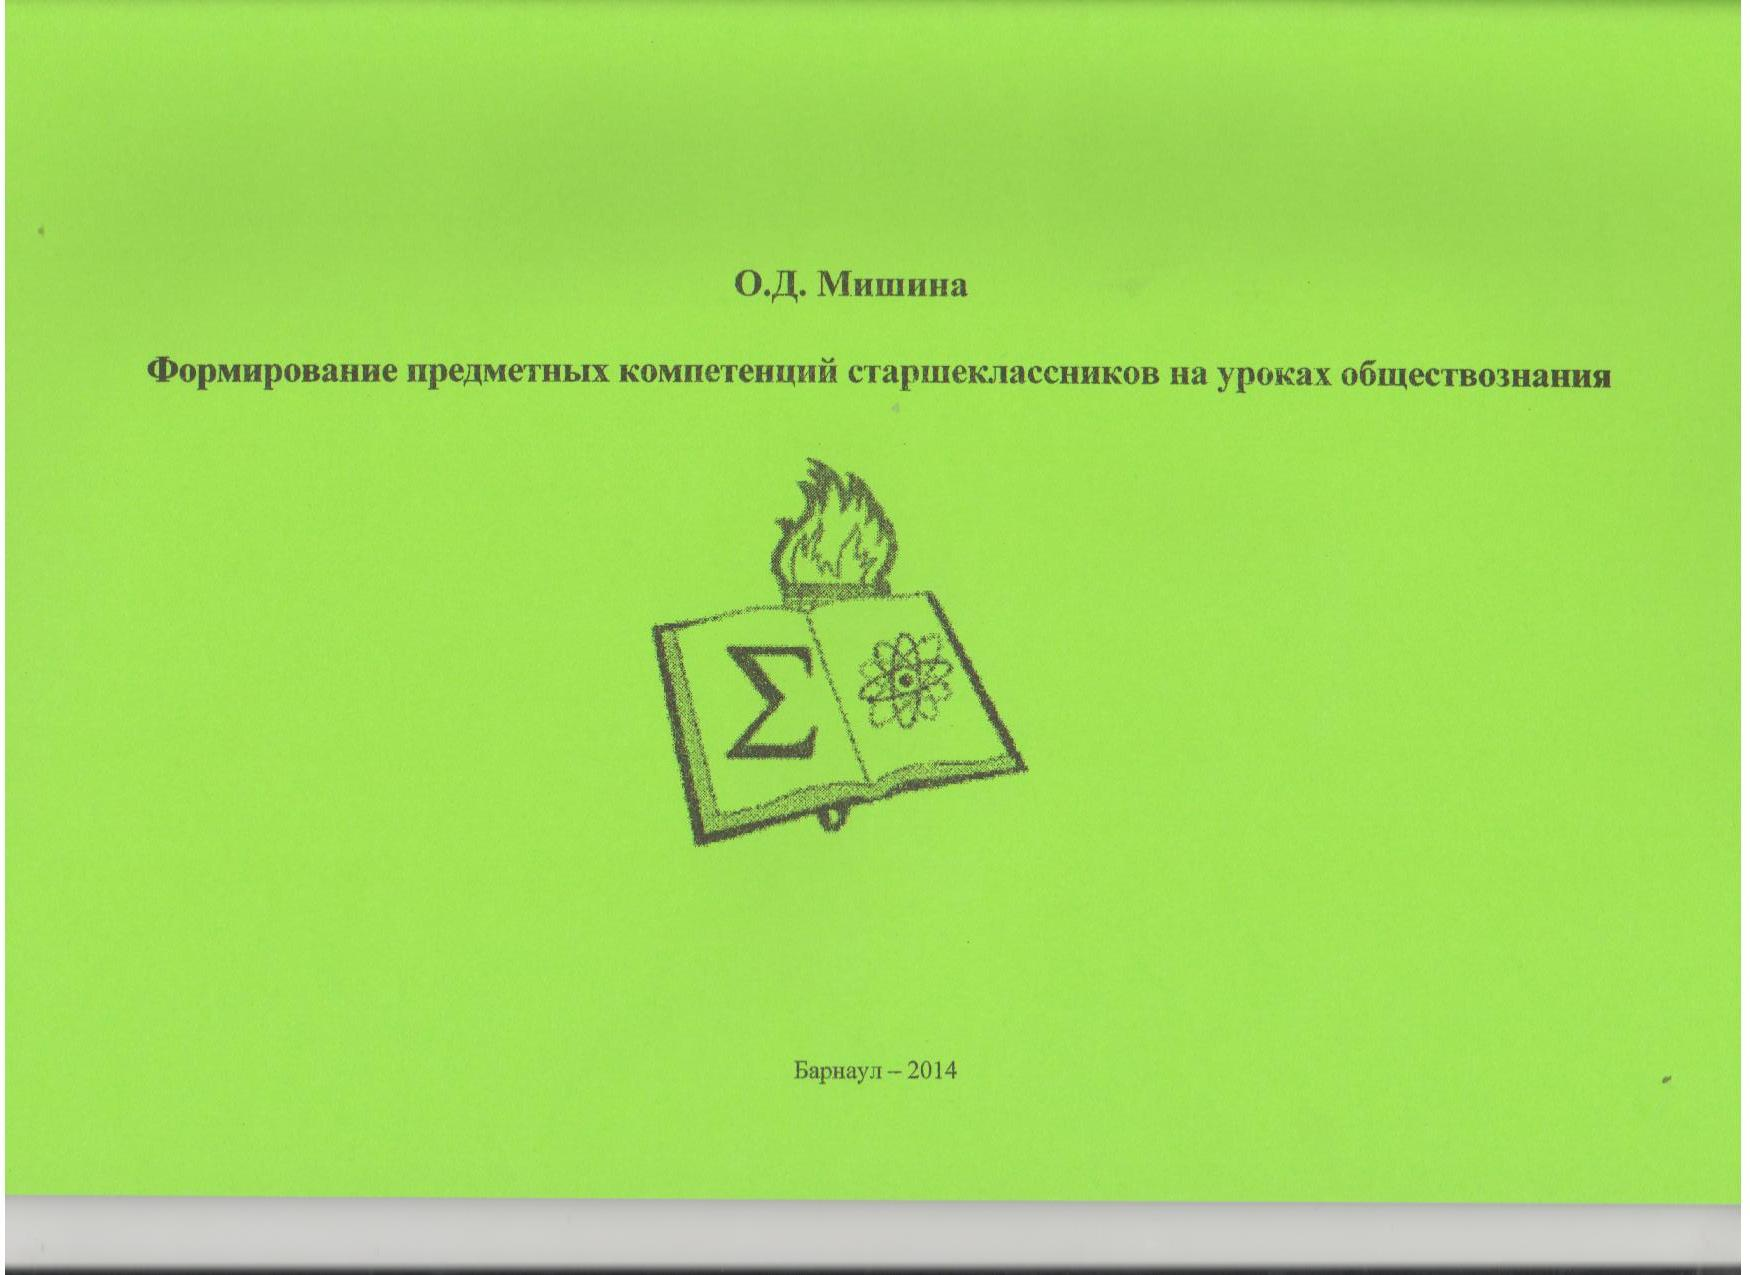 О.Д. Мишина
Формирование предметных компетенций старшеклассников на уроках обществознания
Σ
Барнаул – 2014